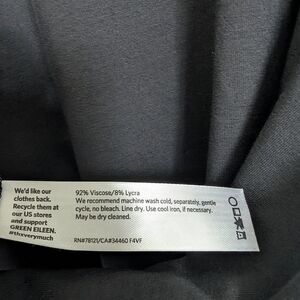 We'd like our
clothes back.
Recycle them at
our US stores
and support
GREEN EILEEN.
#thxverymuch
92% Viscose/8% Lycra
We recommend machine wash cold, separately, gentle
cycle, no bleach. Line dry. Use cool iron, if necessary.
May be dry cleaned.
RN#78121/CA#34460 F4VF